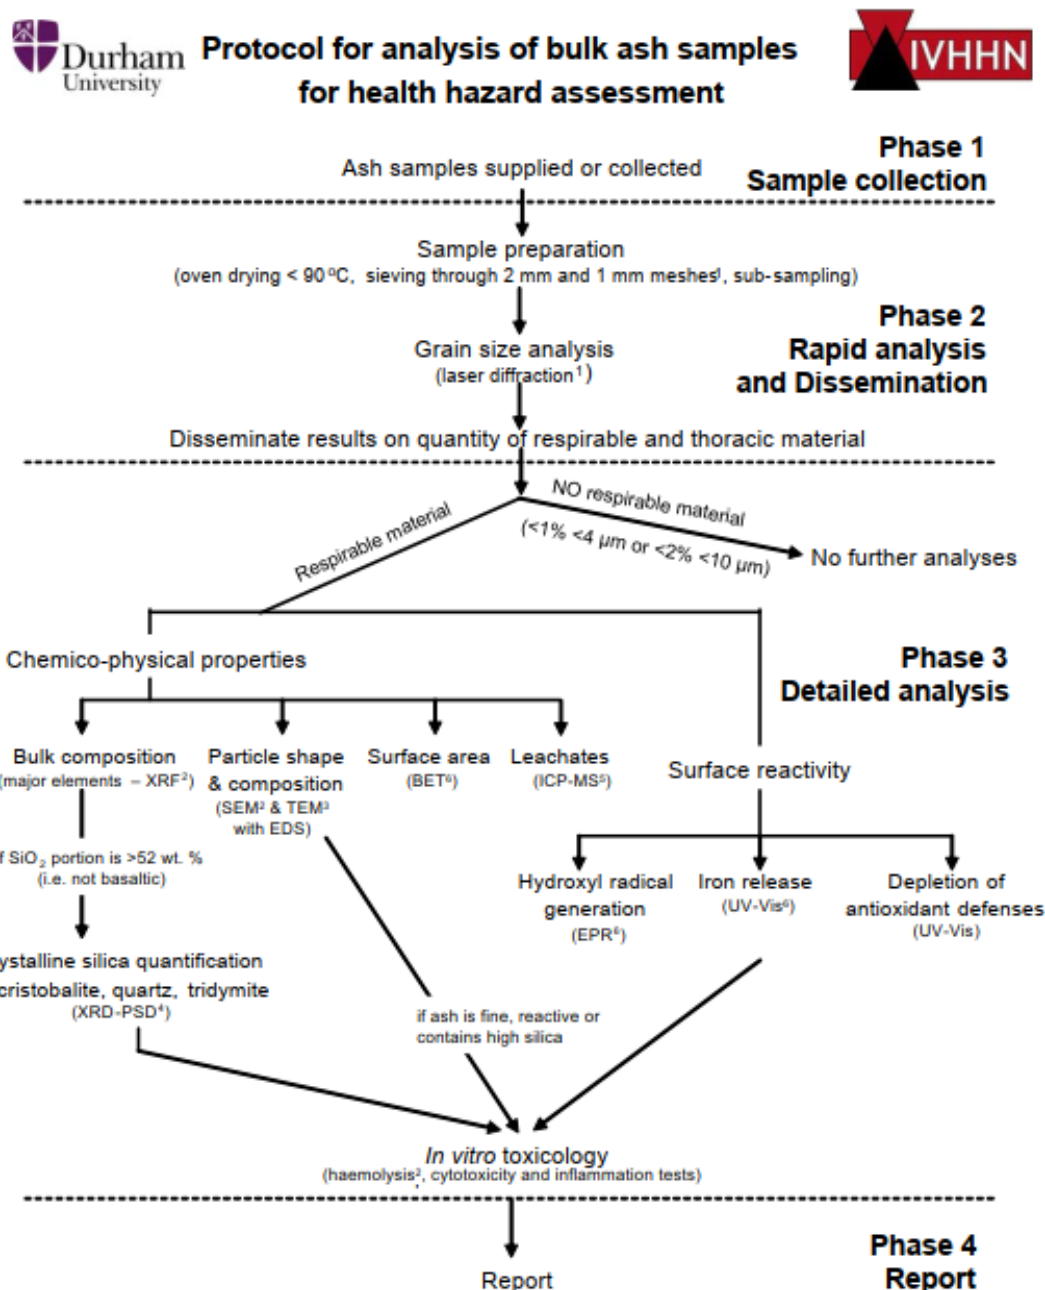 Durham
University
Protocol for analysis of bulk ash samples
for health hazard assessment
IVHHN
Phase 1
Sample collection
Ash samples supplied or collected
Sample preparation
(oven drying < 90 ºC, sieving through 2 mm and 1 mm meshes¹, sub-sampling)
Phase 2
Rapid analysis
and Dissemination
Grain size analysis
(laser diffraction¹)
Disseminate results on quantity of respirable and thoracic material
Respirable material
NO respirable material
(<1% <4 µm or <2% <10 µm)
No further analyses
Phase 3
Detailed analysis
Chemico-physical properties
Bulk composition
(major elements – XRF²)
Particle shape
& composition
(SEM² & TEM³
with EDS)
Surface area
(BET⁶)
Leachates
(ICP-MS⁵)
Surface reactivity
f SiO₂ portion is >52 wt. %
(i.e. not basaltic)
Hydroxyl radical
generation
(EPR⁶)
Iron release
(UV-Vis⁶)
Depletion of
antioxidant defenses
(UV-Vis)
ystalline silica quantification
cristobalite, quartz, tridymite
(XRD-PSD⁴)
if ash is fine, reactive or
contains high silica
In vitro toxicology
(haemolysis², cytotoxicity and inflammation tests)
Phase 4
Report
Report